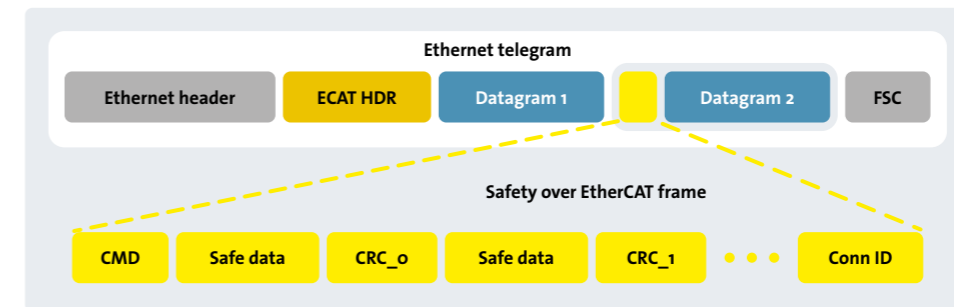 Ethernet telegram
Ethernet header ECAT HDR Datagram 1 Datagram 2 FSC
Safety over EtherCAT frame
CMD Safe data CRC_0 Safe data CRC_1 Conn ID